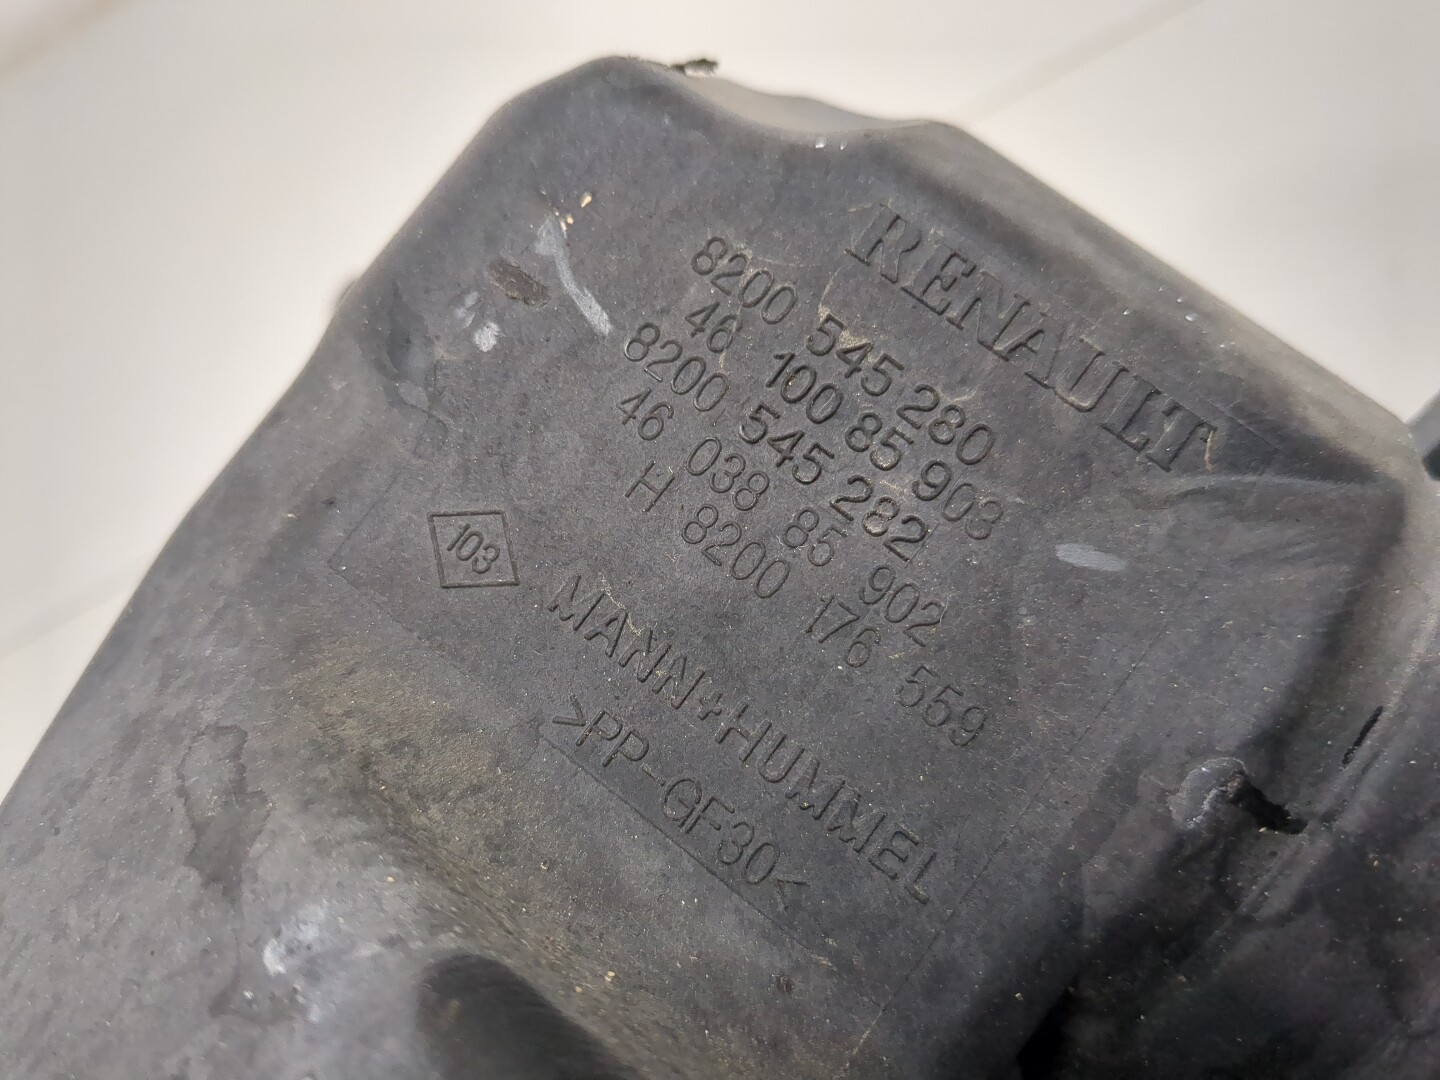 RENAULT
8200 545 280
46 100 85 903
8200 545 282
46 038 85 902
H 8200 176 559
103
MANN+HUMMEL
>PP-GF30<